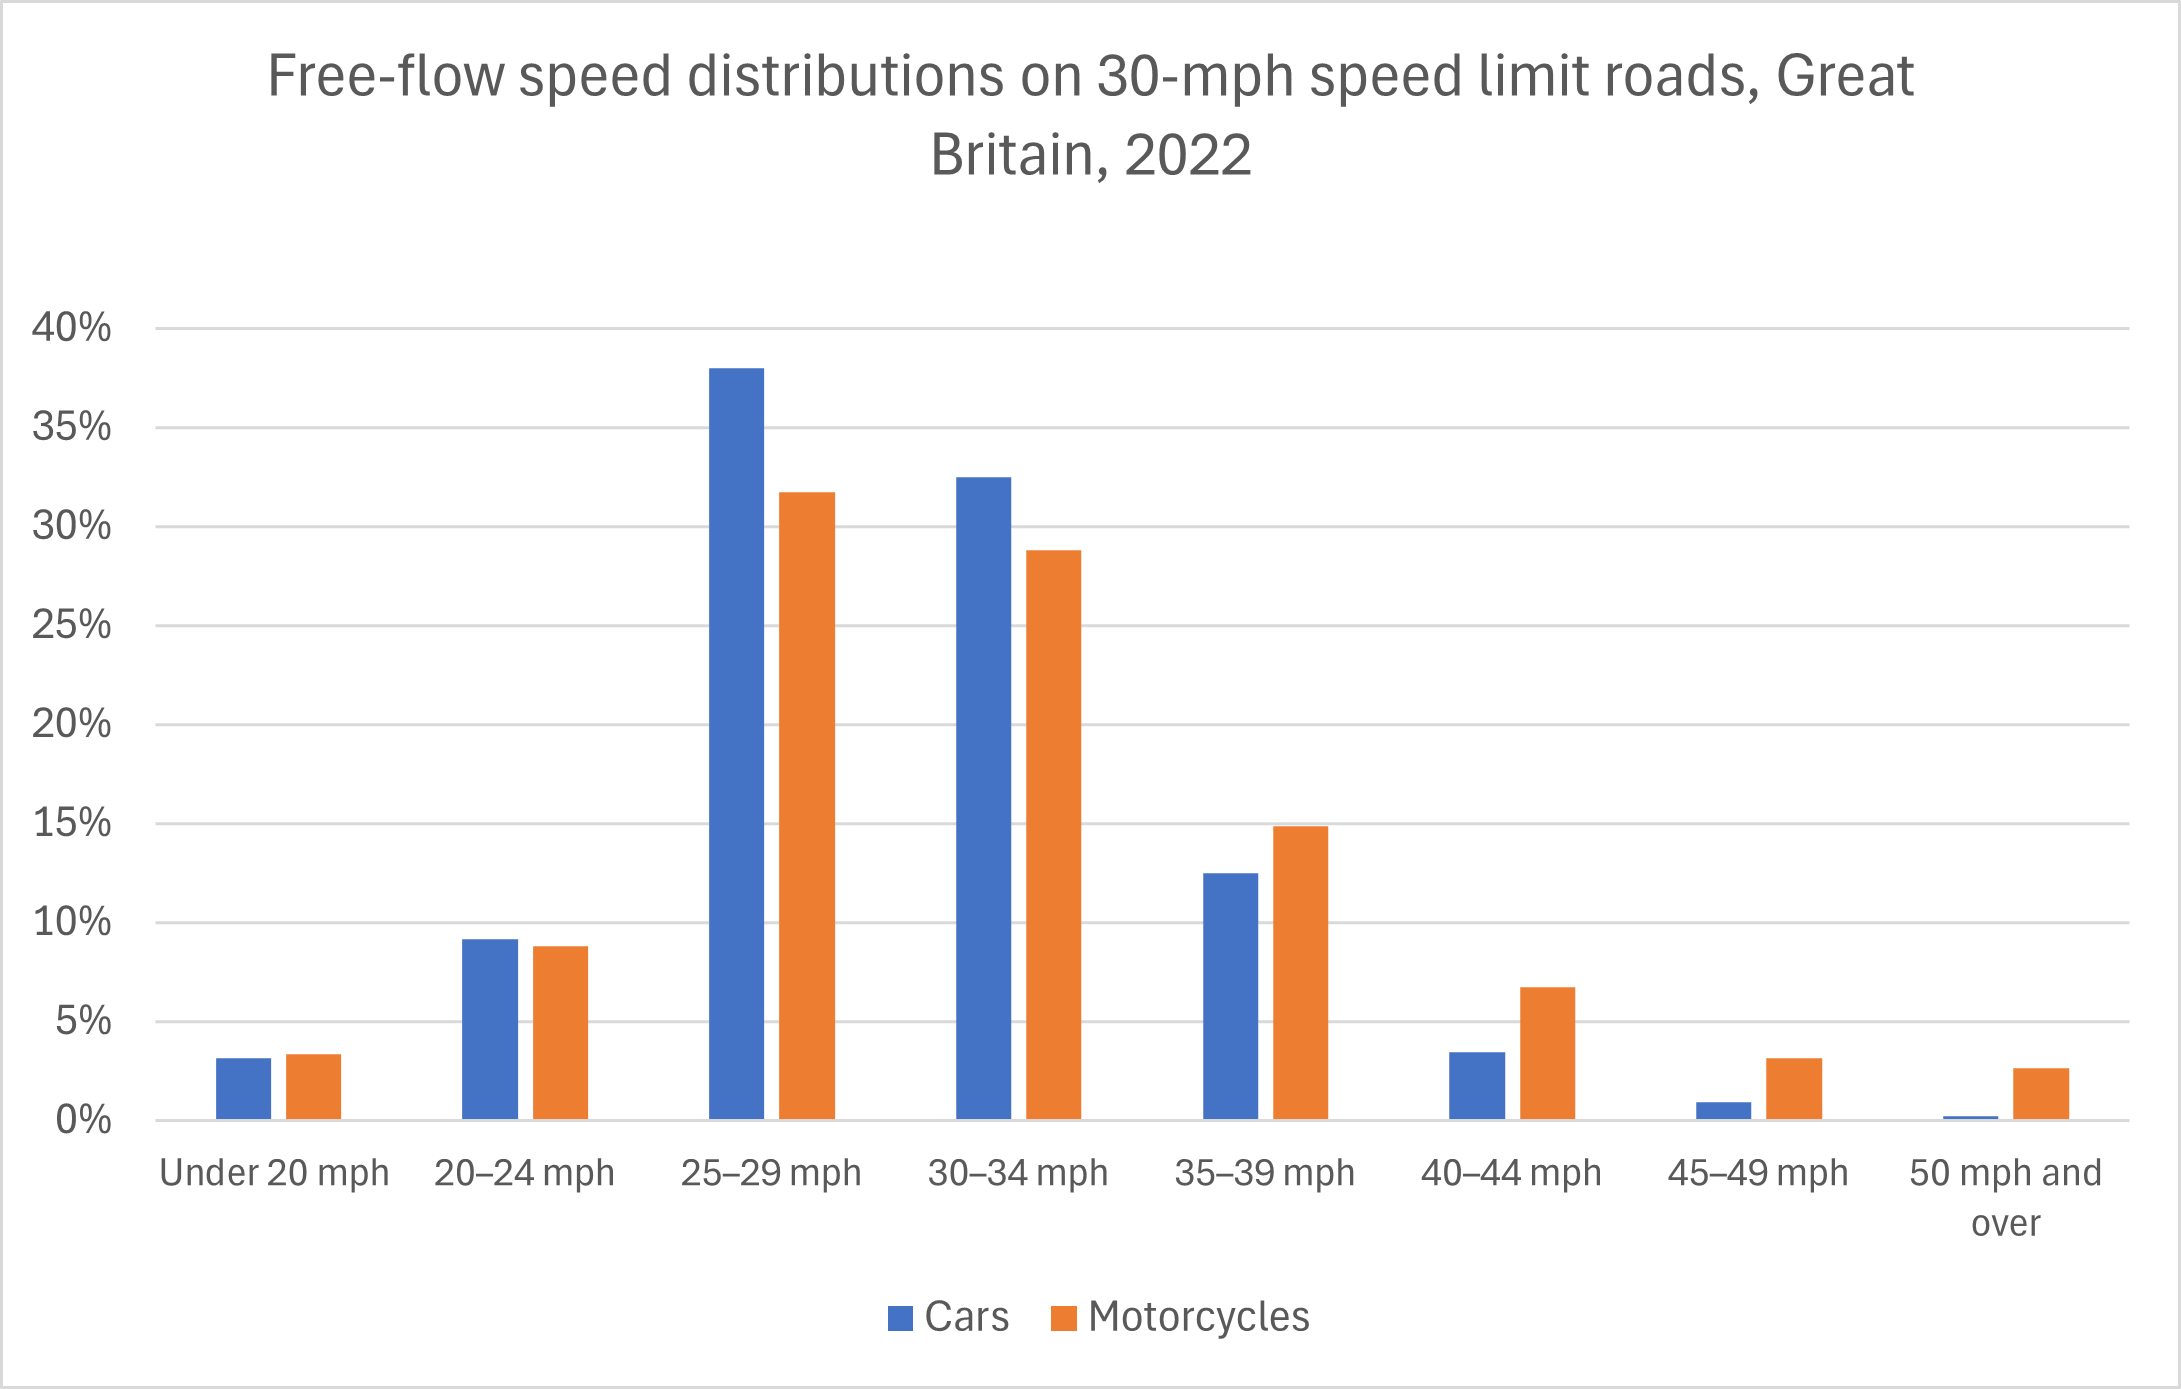 Free-flow speed distributions on 30-mph speed limit roads, Great
Britain, 2022
40%
35%
30%
25%
20%
15%
10%
5%
0%
Under 20 mph
20–24 mph
25–29 mph
30–34 mph
35–39 mph
40–44 mph
45–49 mph
50 mph and
over
Cars
Motorcycles